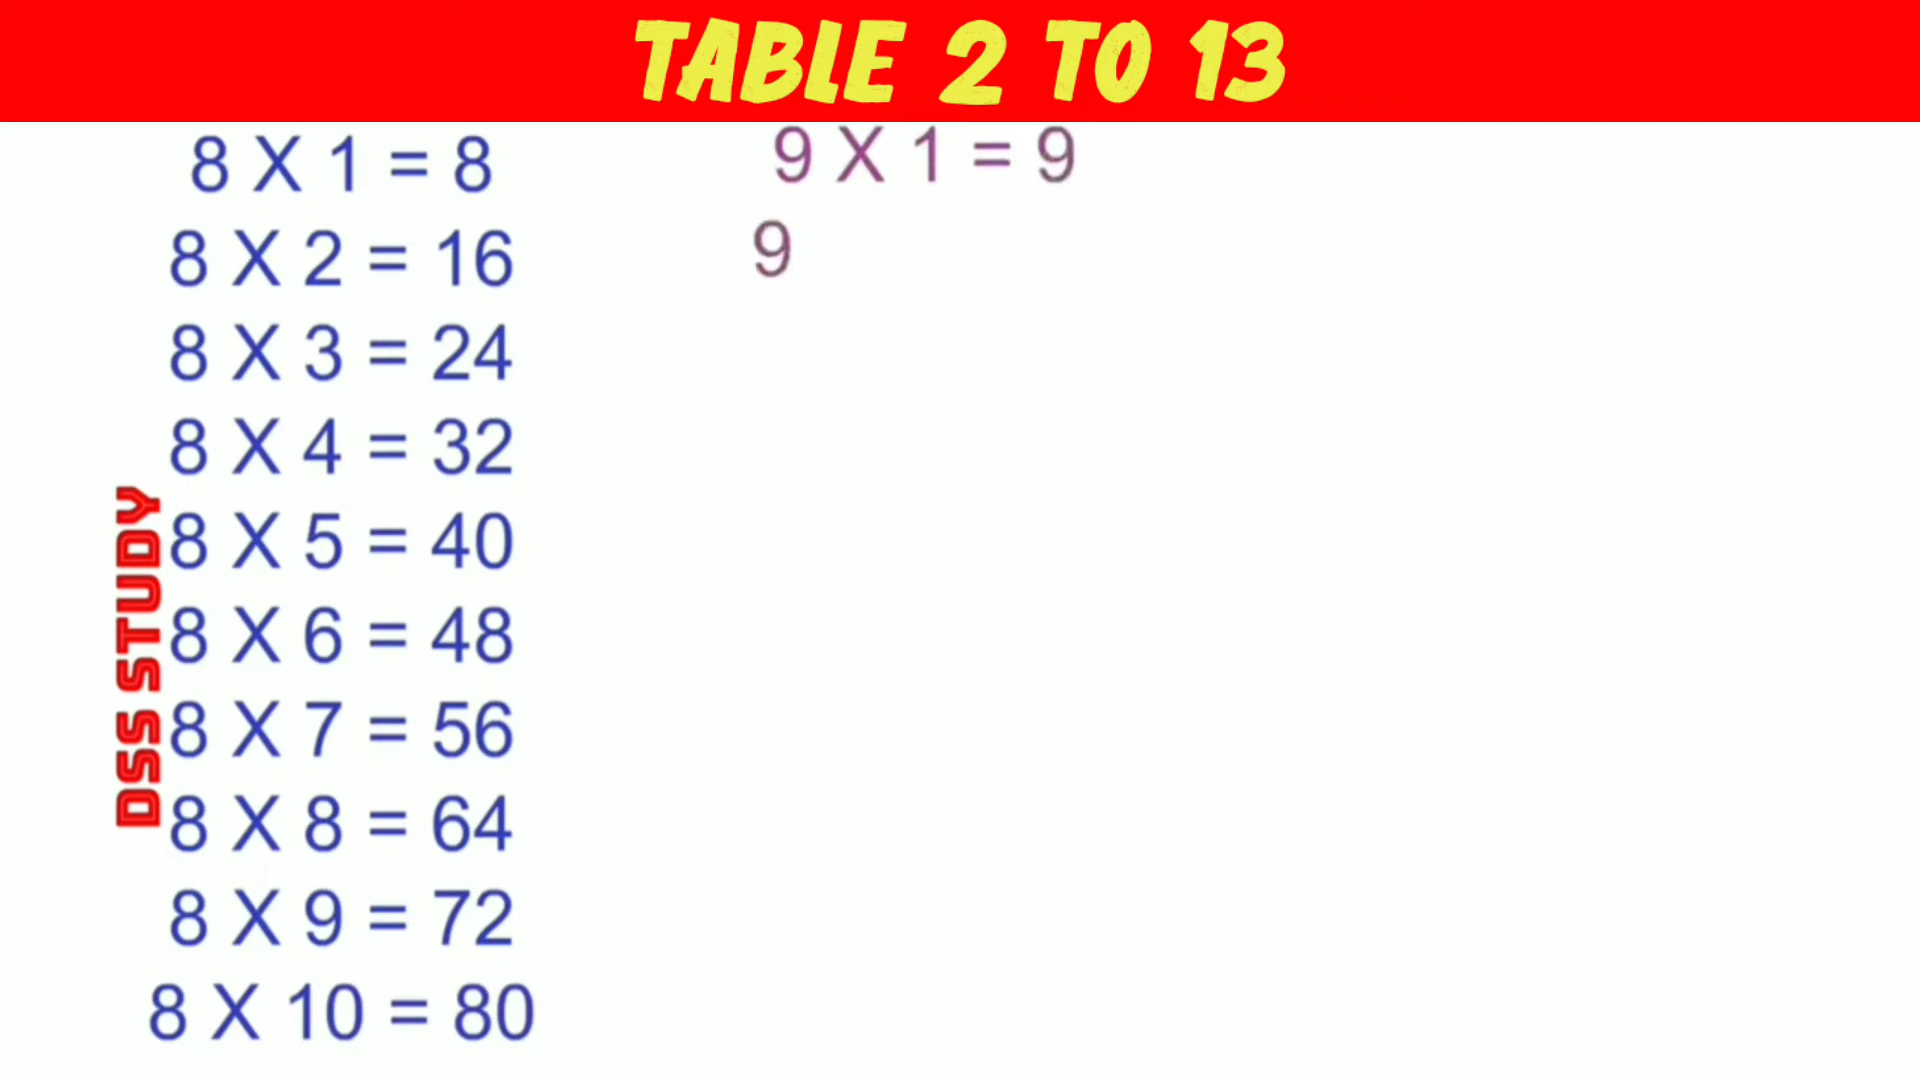 TABLE 2 TO 13
8 X 1 = 8
8 X 2 = 16
8 X 3 = 24
8 X 4 = 32
8 X 5 = 40
8 X 6 = 48
8 X 7 = 56
8 X 8 = 64
8 X 9 = 72
8 X 10 = 80
DSS STUDY
9 X 1 = 9
9